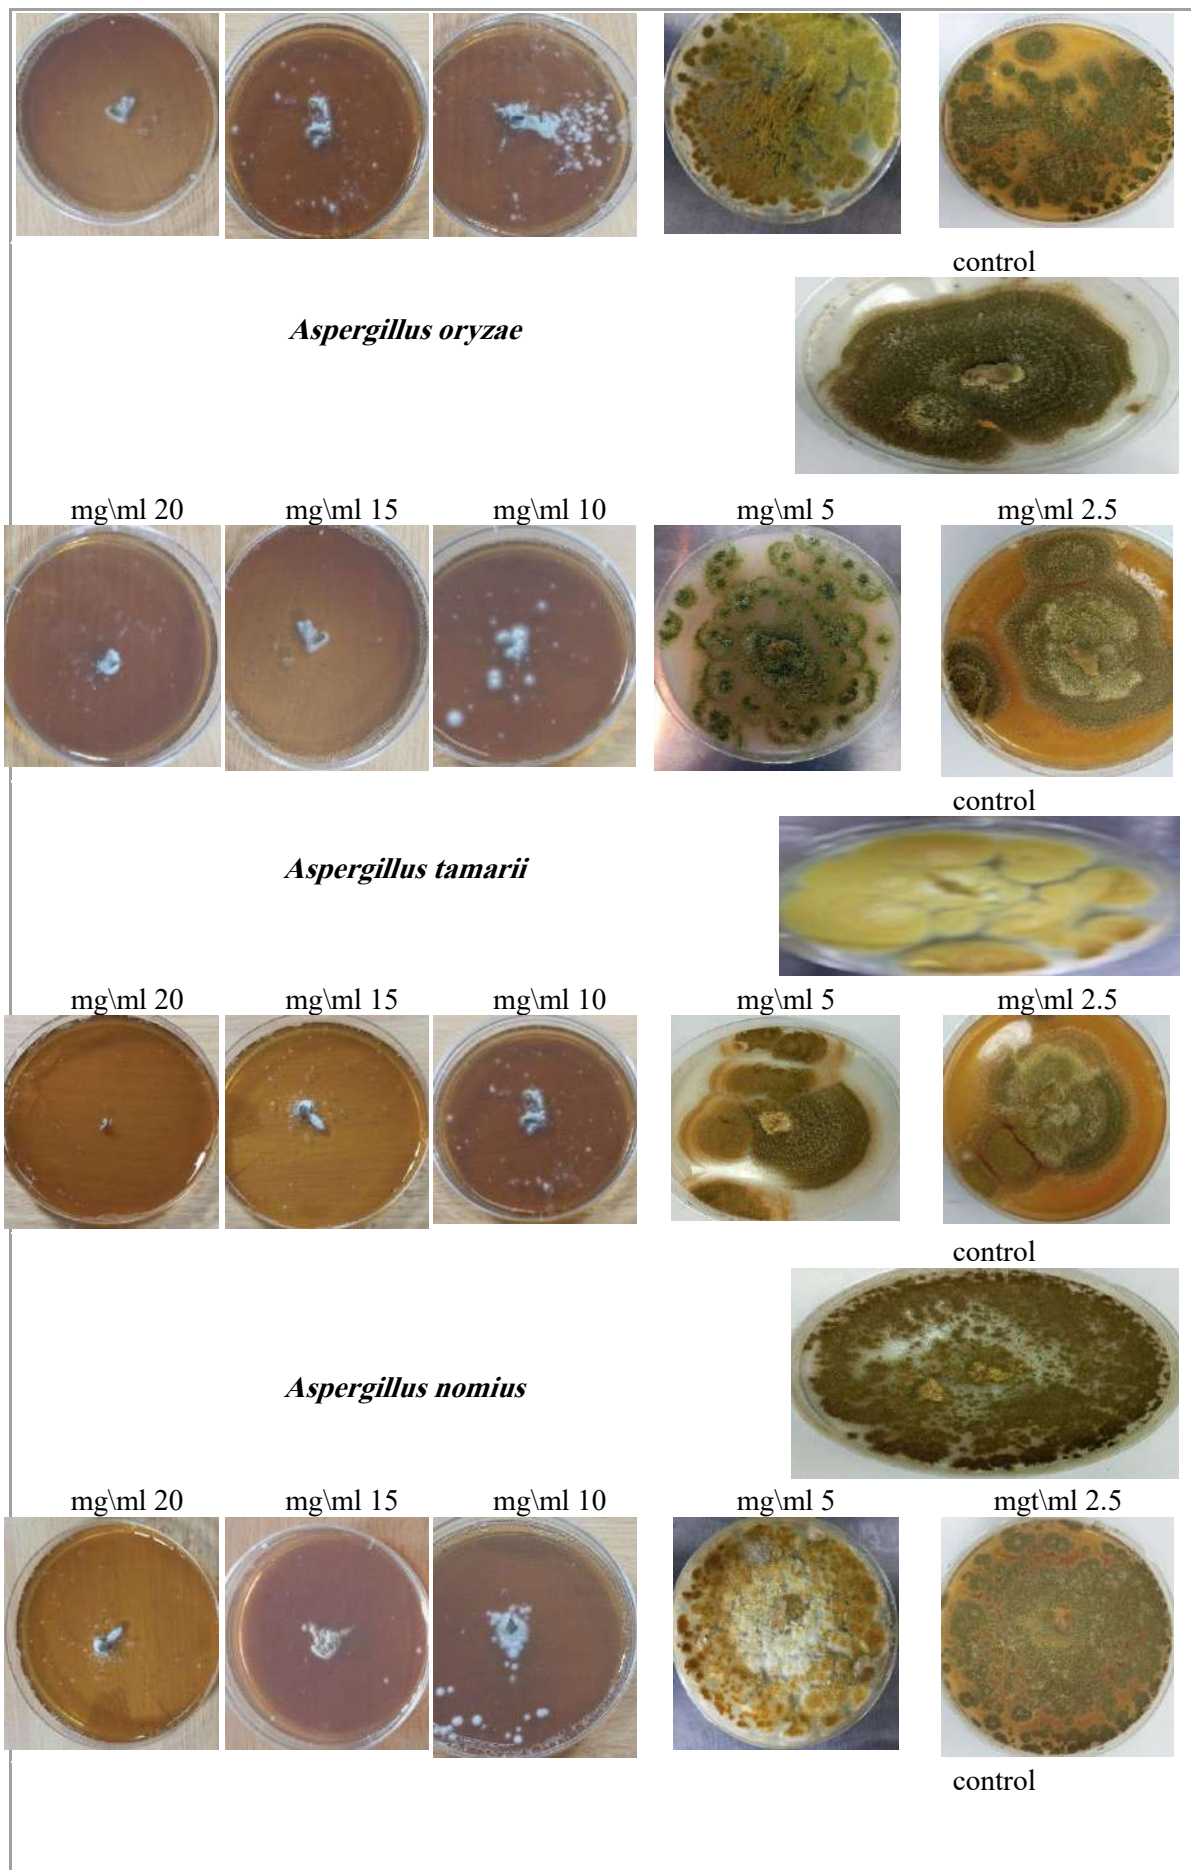 control
Aspergillus oryzae
mg\ml 20 mg\ml 15 mg\ml 10 mg\ml 5 mg\ml 2.5
control
Aspergillus tamarii
mg\ml 20 mg\ml 15 mg\ml 10 mg\ml 5 mg\ml 2.5
control
Aspergillus nomius
mg\ml 20 mg\ml 15 mg\ml 10 mg\ml 5 mgt\ml 2.5
control